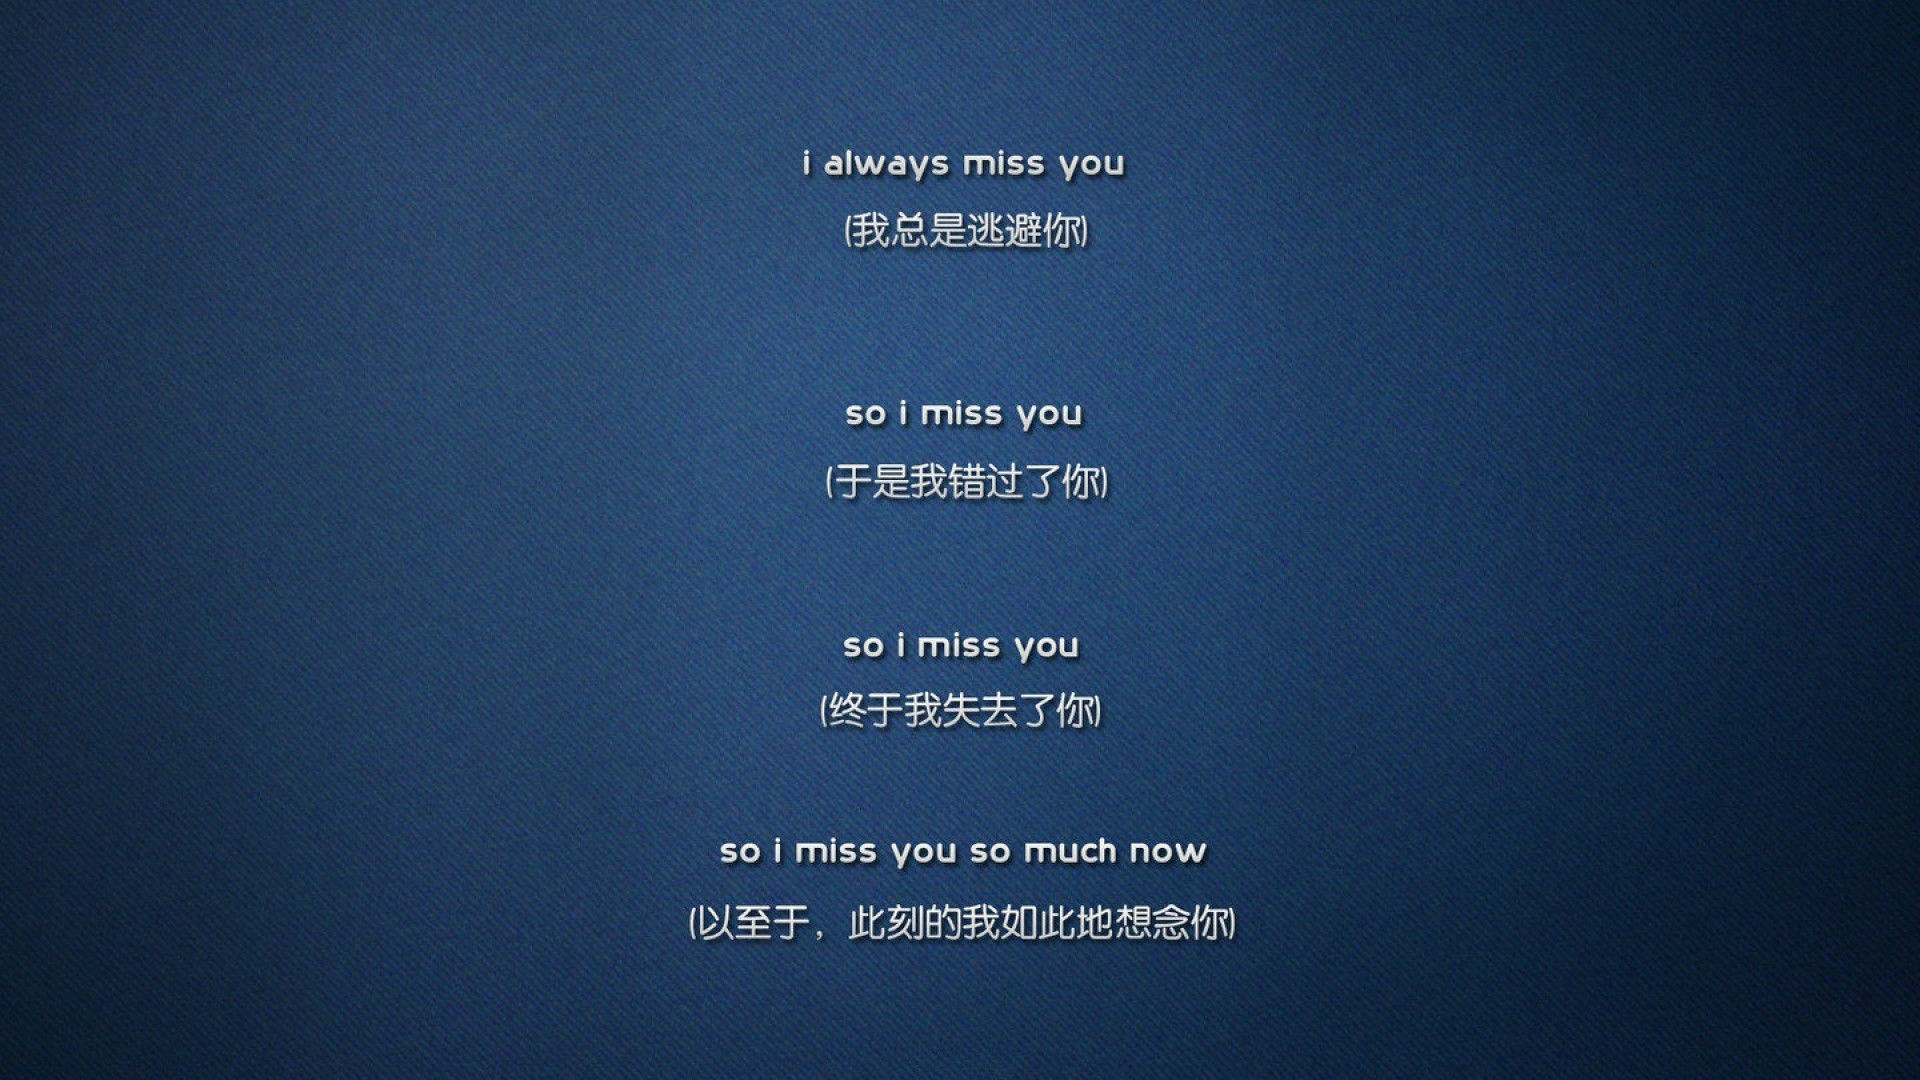 i always miss you
(我总是逃避你)
so i miss you
(于是我错过了你)
so i miss you
(终于我失去了你)
so i miss you so much now
(以至于，此刻的我如此地想念你)